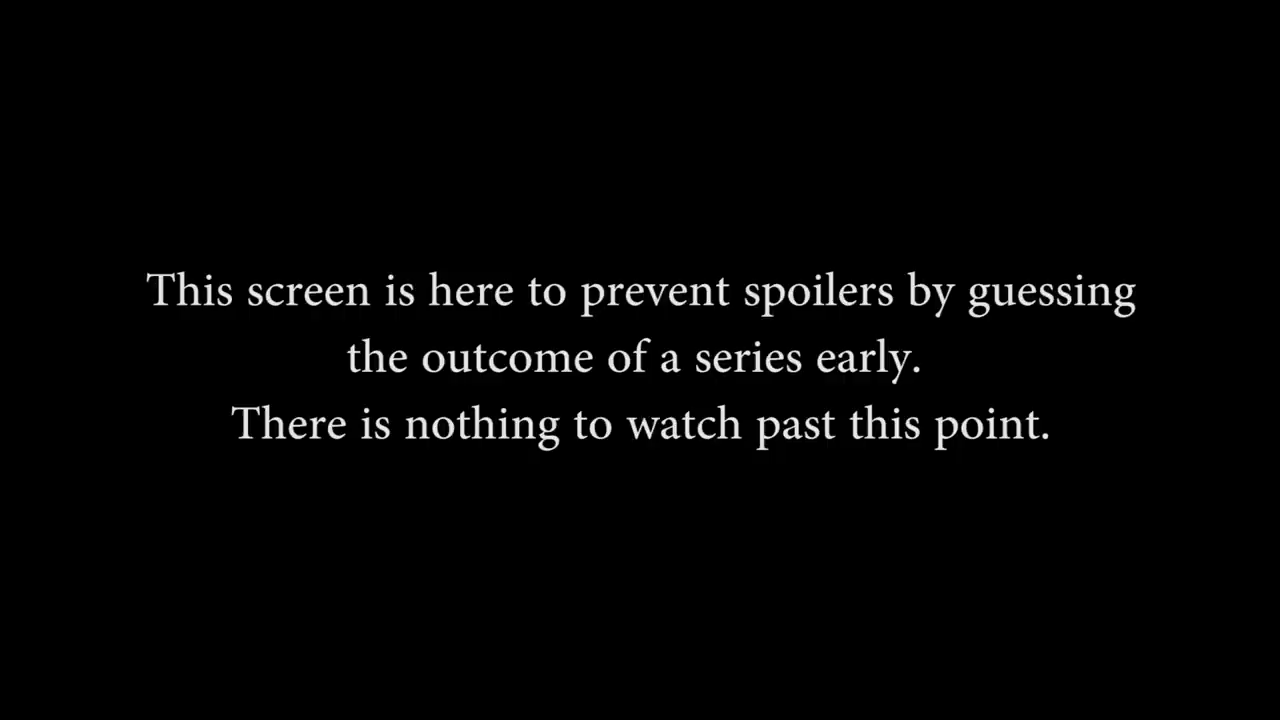 This screen is here to prevent spoilers by guessing
the outcome of a series early.
There is nothing to watch past this point.